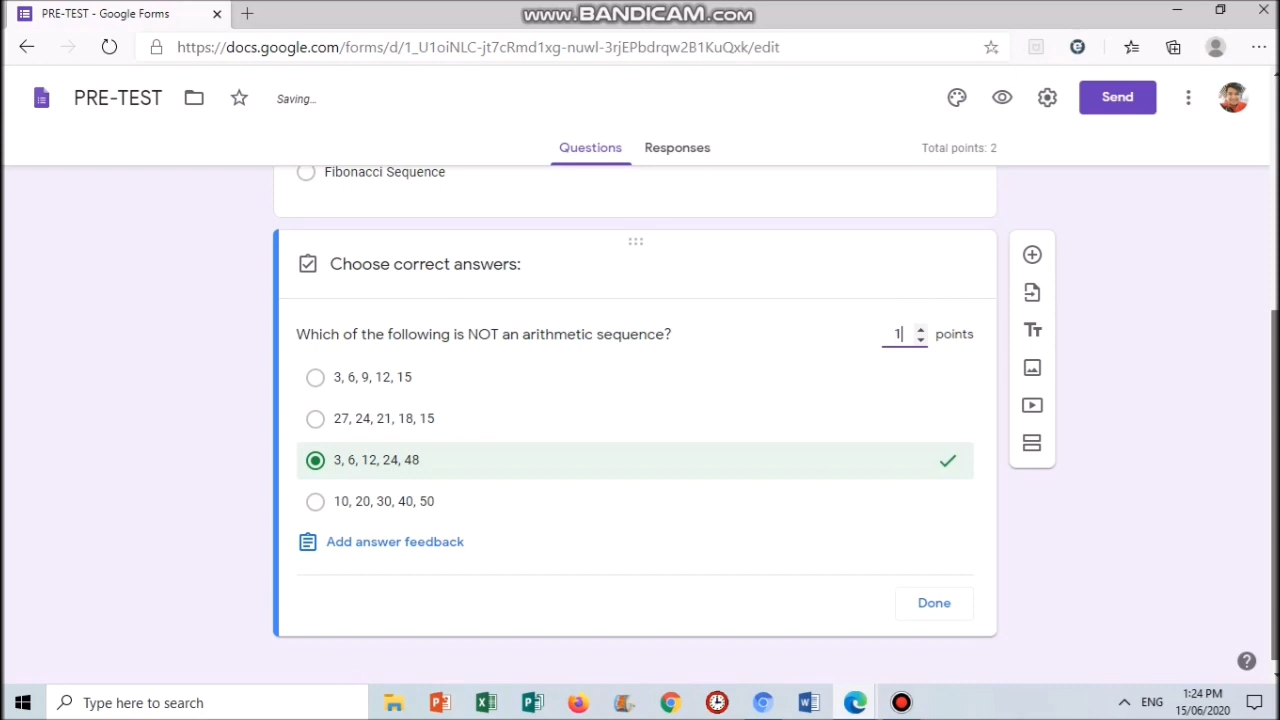 PRE-TEST - Google Forms
www.BANDICAM.com
https://docs.google.com/forms/d/1_U1oiNLC-jt7cRmd1xg-nuwl-3rjEPbdrqw2B1KuQxk/edit
PRE-TEST
Saving...
Send
Questions
Responses
Total points: 2
Fibonacci Sequence
Choose correct answers:
Which of the following is NOT an arithmetic sequence?
1
points
3, 6, 9, 12, 15
27, 24, 21, 18, 15
3, 6, 12, 24, 48
10, 20, 30, 40, 50
Add answer feedback
Done
Type here to search
ENG
1:24 PM
15/06/2020